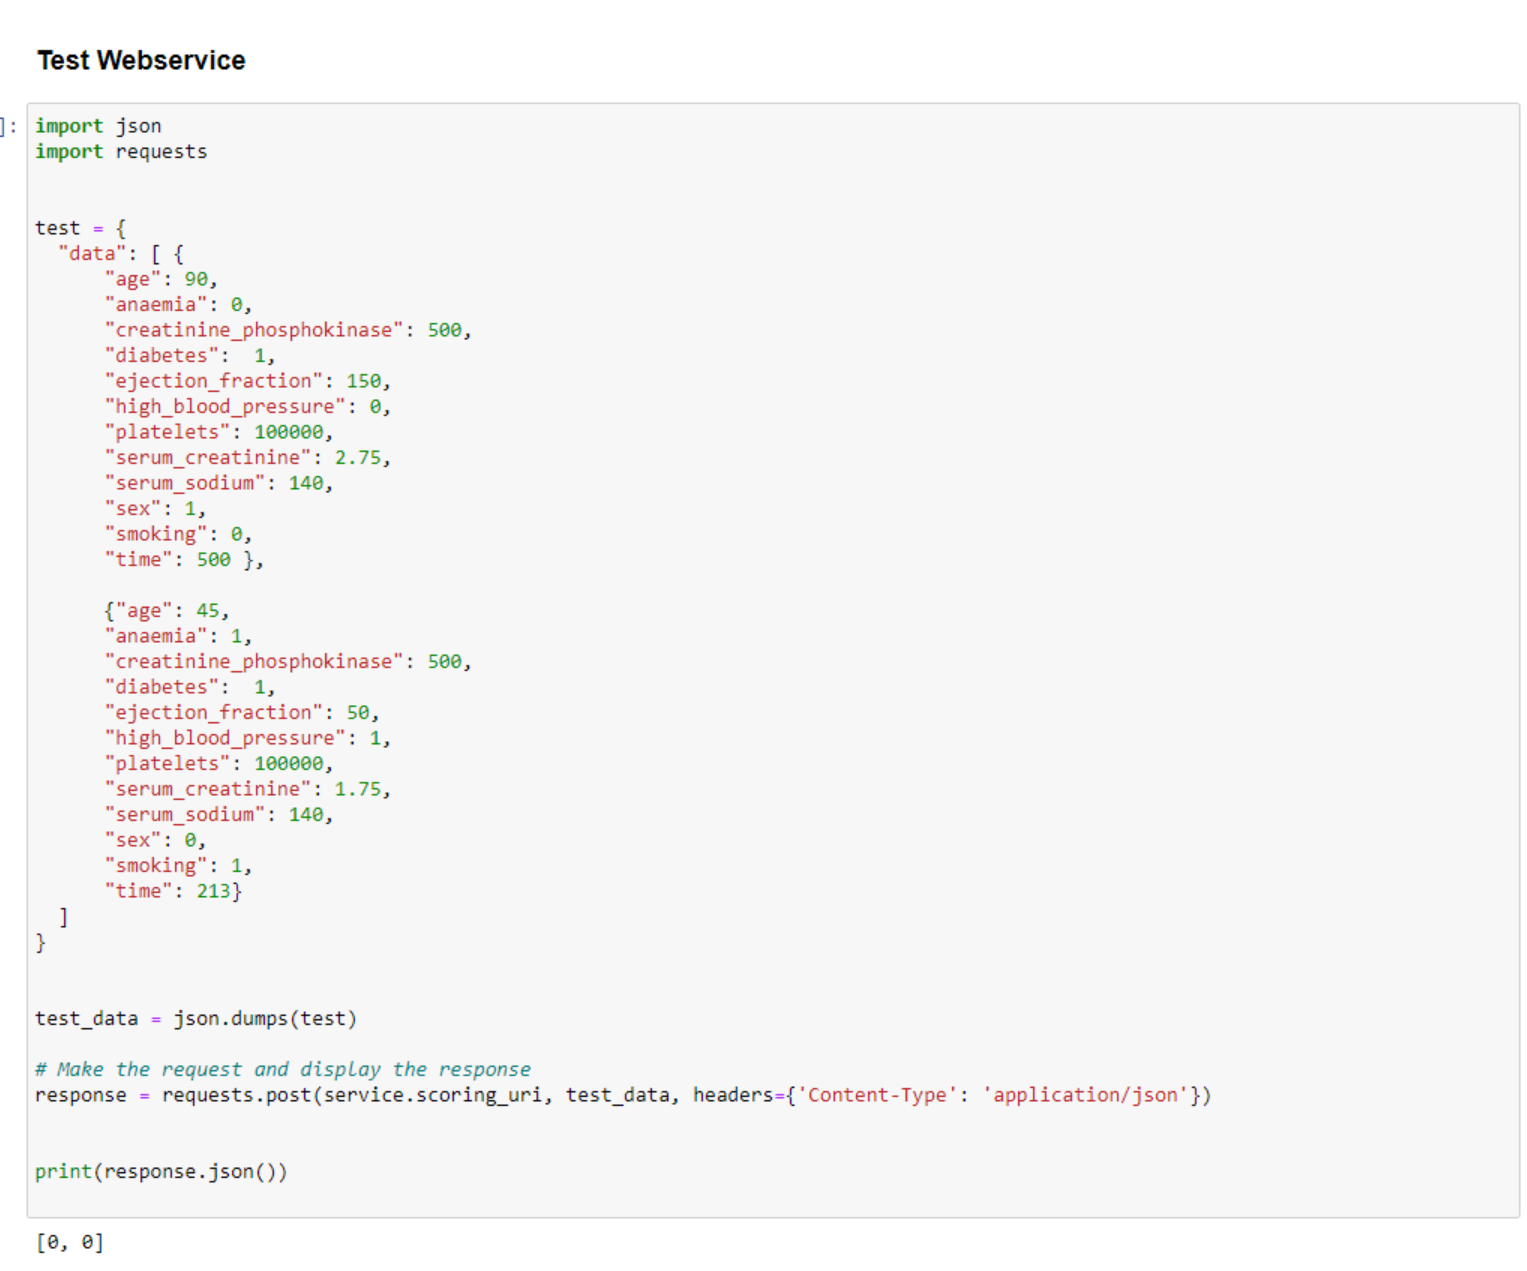 Test Webservice
]:
import json
import requests
test = {
"data": [ {
"age": 90,
"anaemia": 0,
"creatinine_phosphokinase": 500,
"diabetes":  1,
"ejection_fraction": 150,
"high_blood_pressure": 0,
"platelets": 100000,
"serum_creatinine": 2.75,
"serum_sodium": 140,
"sex": 1,
"smoking": 0,
"time": 500 },
{"age": 45,
"anaemia": 1,
"creatinine_phosphokinase": 500,
"diabetes":  1,
"ejection_fraction": 50,
"high_blood_pressure": 1,
"platelets": 100000,
"serum_creatinine": 1.75,
"serum_sodium": 140,
"sex": 0,
"smoking": 1,
"time": 213}
]
}
test_data = json.dumps(test)
# Make the request and display the response
response = requests.post(service.scoring_uri, test_data, headers={'Content-Type': 'application/json'})
print(response.json())
[0, 0]